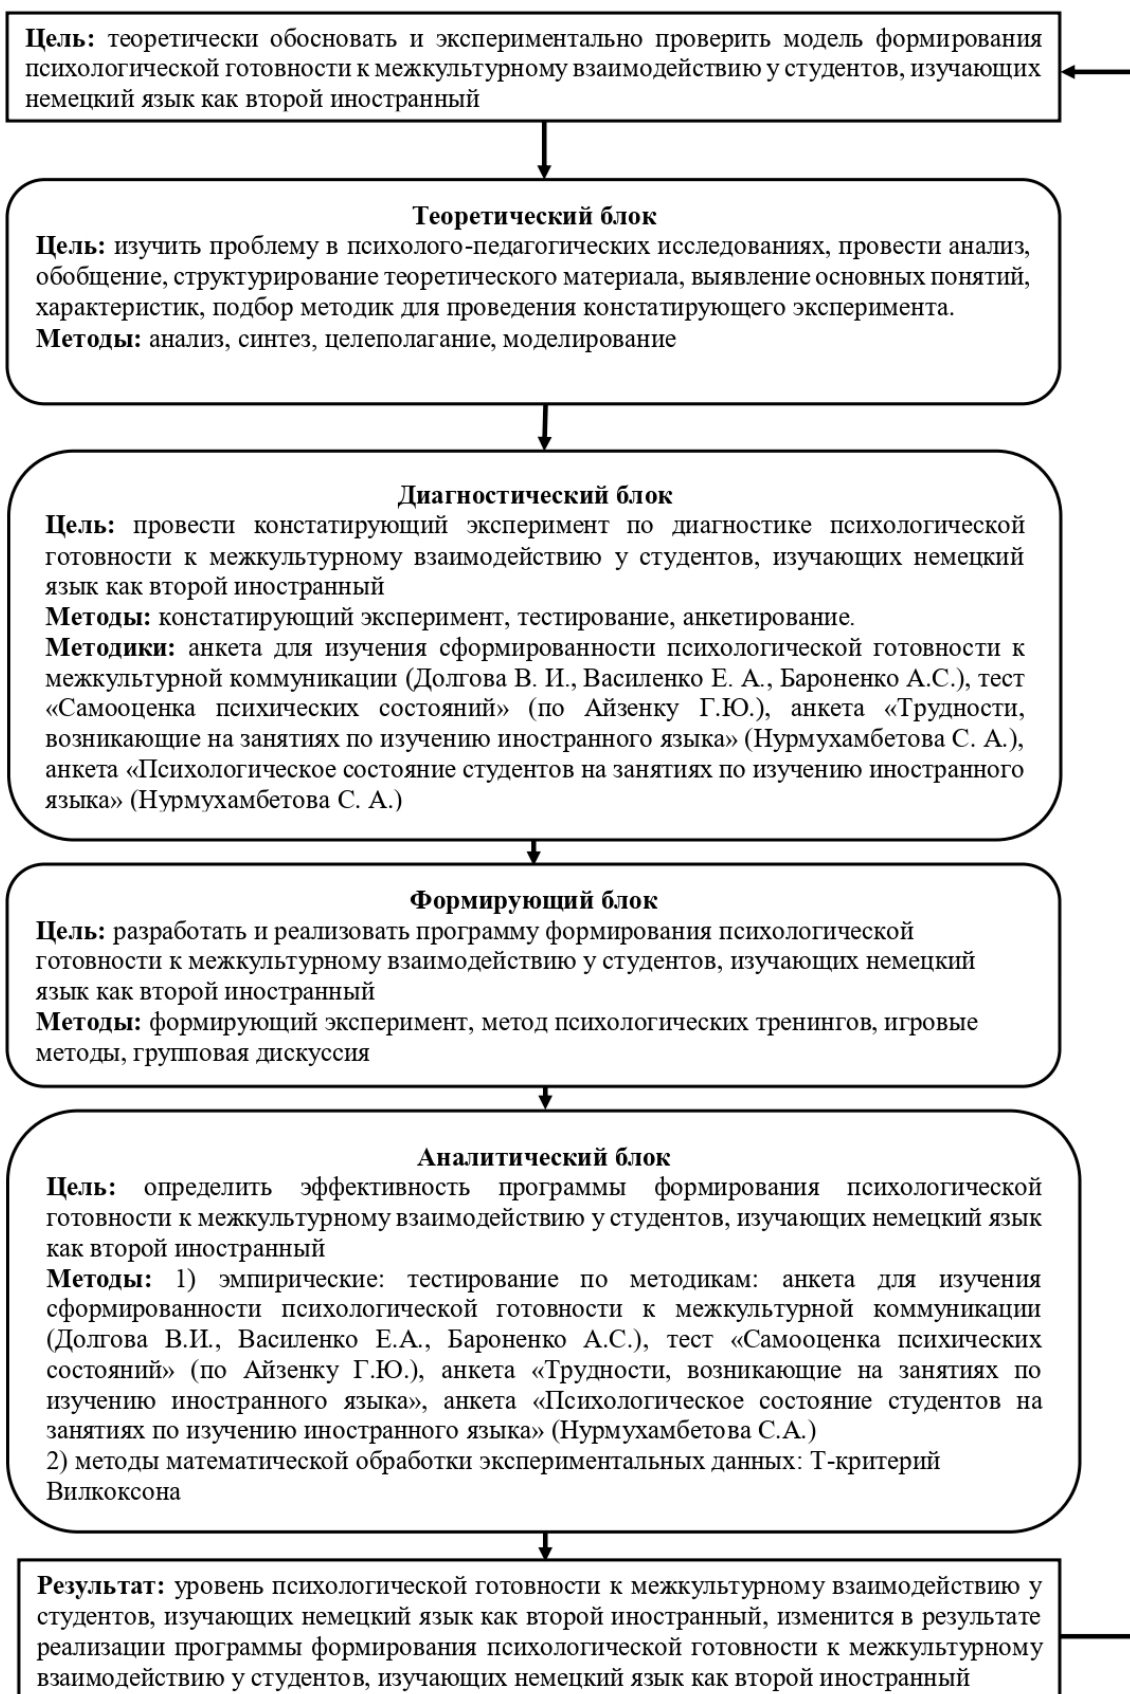 Цель: теоретически обосновать и экспериментально проверить модель формирования
психологической готовности к межкультурному взаимодействию у студентов, изучающих
немецкий язык как второй иностранный
Теоретический блок
Цель: изучить проблему в психолого-педагогических исследованиях, провести анализ,
обобщение, структурирование теоретического материала, выявление основных понятий,
характеристик, подбор методик для проведения констатирующего эксперимента.
Методы: анализ, синтез, целеполагание, моделирование
Диагностический блок
Цель: провести констатирующий эксперимент по диагностике психологической
готовности к межкультурному взаимодействию у студентов, изучающих немецкий
язык как второй иностранный
Методы: констатирующий эксперимент, тестирование, анкетирование.
Методики: анкета для изучения сформированности психологической готовности к
межкультурной коммуникации (Долгова В. И., Василенко Е. А., Бароненко А.С.), тест
«Самооценка психических состояний» (по Айзенку Г.Ю.), анкета «Трудности,
возникающие на занятиях по изучению иностранного языка» (Нурмухамбетова С. А.),
анкета «Психологическое состояние студентов на занятиях по изучению иностранного
языка» (Нурмухамбетова С. А.)
Формирующий блок
Цель: разработать и реализовать программу формирования психологической
готовности к межкультурному взаимодействию у студентов, изучающих немецкий
язык как второй иностранный
Методы: формирующий эксперимент, метод психологических тренингов, игровые
методы, групповая дискуссия
Аналитический блок
Цель: определить эффективность программы формирования психологической
готовности к межкультурному взаимодействию у студентов, изучающих немецкий язык
как второй иностранный
Методы: 1) эмпирические: тестирование по методикам: анкета для изучения
сформированности психологической готовности к межкультурной коммуникации
(Долгова В.И., Василенко Е.А., Бароненко А.С.), тест «Самооценка психических
состояний» (по Айзенку Г.Ю.), анкета «Трудности, возникающие на занятиях по
изучению иностранного языка», анкета «Психологическое состояние студентов на
занятиях по изучению иностранного языка» (Нурмухамбетова С.А.)
2) методы математической обработки экспериментальных данных: Т-критерий
Вилкоксона
Результат: уровень психологической готовности к межкультурному взаимодействию у
студентов, изучающих немецкий язык как второй иностранный, изменится в результате
реализации программы формирования психологической готовности к межкультурному
взаимодействию у студентов, изучающих немецкий язык как второй иностранный